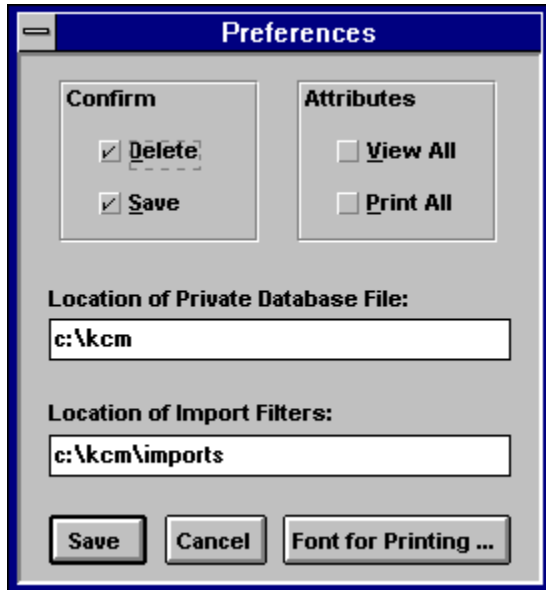 Preferences
Confirm
Delete
Save
Attributes
View All
Print All
Location of Private Database File:
c:\kcm
Location of Import Filters:
c:\kcm\imports
Save Cancel Font for Printing ...